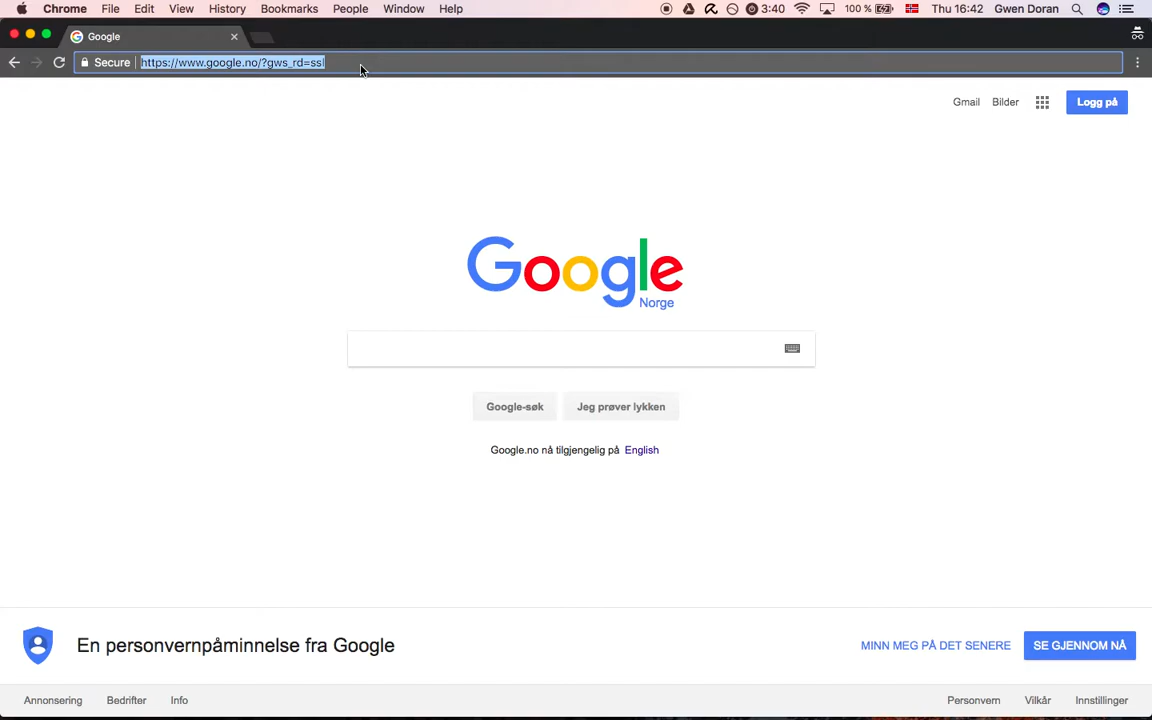 Chrome File Edit View History Bookmarks People Window Help 3:40 100 % Thu 16:42 Gwen Doran
Google
Secure https://www.google.no/?gws_rd=ssl
Gmail Bilder Logg på
Google
Norge
Google-søk Jeg prøver lykken
Google.no nå tilgjengelig på English
En personvernpåminnelse fra Google MINN MEG PÅ DET SENERE SE GJENNOM NÅ
Annonsering Bedrifter Info Personvern Vilkår Innstillinger